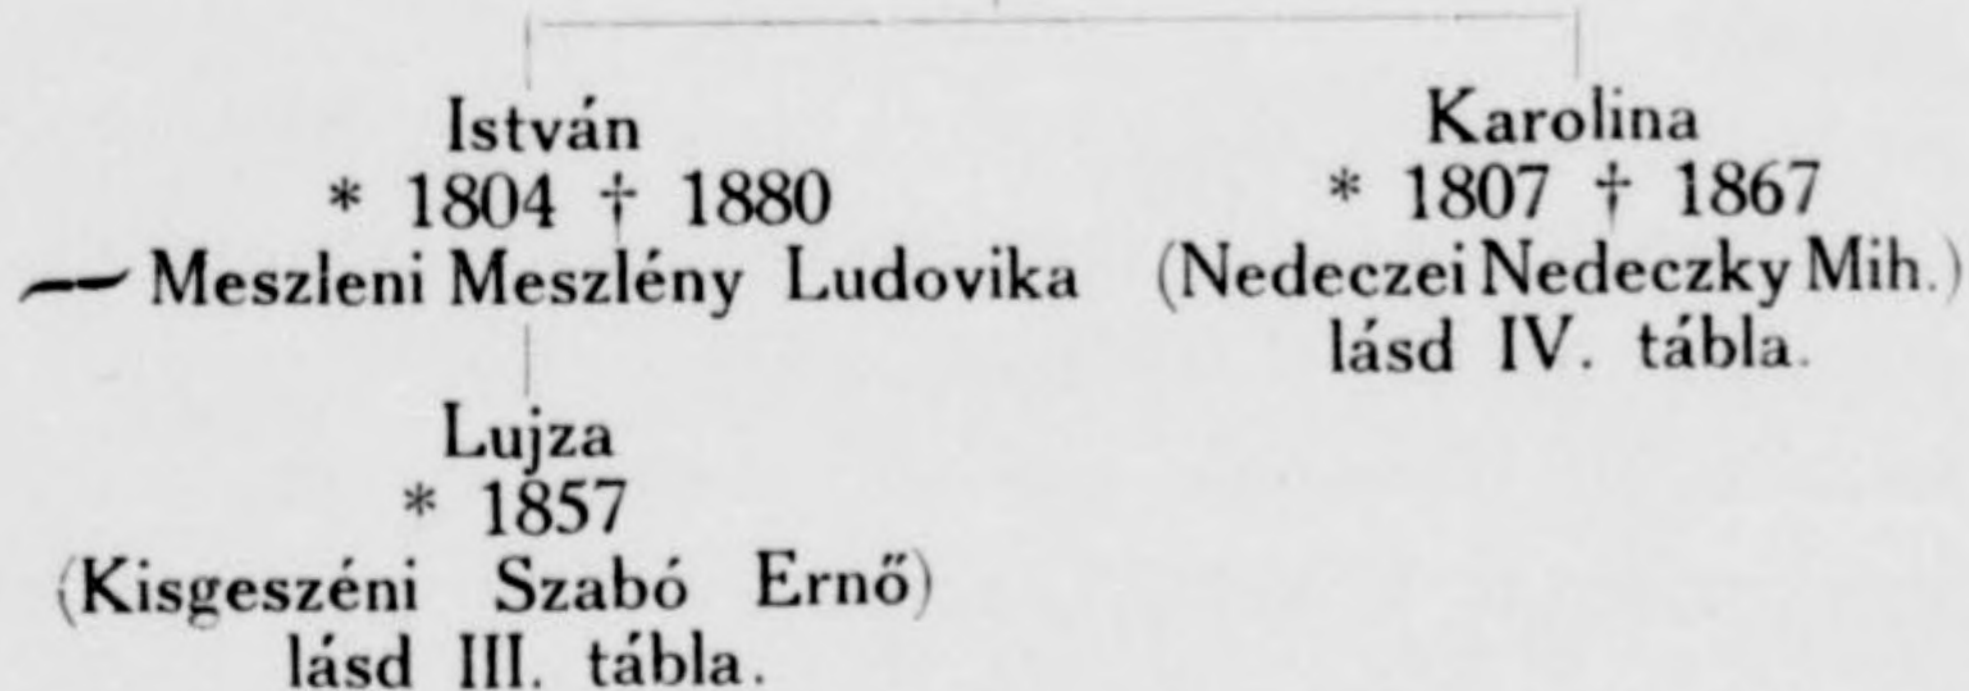 István
* 1804 † 1880
~ Meszleni Meszlény Ludovika
Karolina
* 1807 † 1867
(Nedeczei Nedeczky Mih.)
lásd IV. tábla.
Lujza
* 1857
(Kisgeszéni Szabó Ernő)
lásd III. tábla.